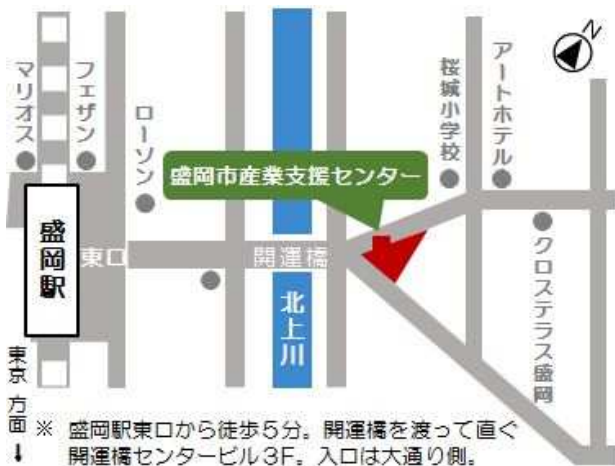 N
マリオス
フェザン
ローソン
桜城小学校
アートホテル
盛岡市産業支援センター
盛岡駅
東口
開運橋
北上川
クロステラス盛岡
東京方面↓
※ 盛岡駅東口から徒歩5分。開運橋を渡って直ぐ
開運橋センタービル3F。入口は大通り側。